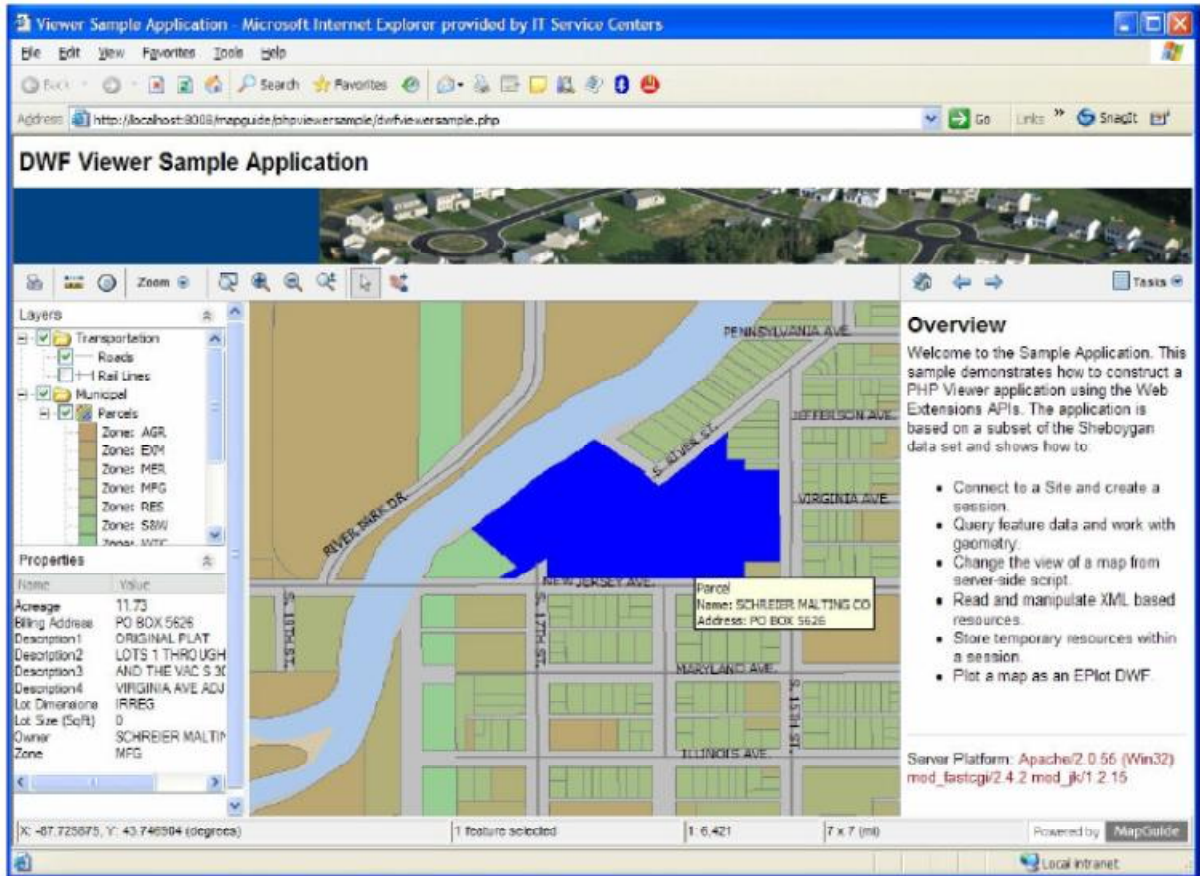 Viewer Sample Application - Microsoft Internet Explorer provided by IT Service Centers
File Edit View Favorites Tools Help
Back Search Favorites
Address http://localhost:8008/mapguide/phpviewersample/dwfviewersample.php Go Links » SnagIt
DWF Viewer Sample Application
Zoom
Tasks
Layers
Transportation
Roads
Rail Lines
Municipal
Parcels
Zone: AGR
Zone: EXM
Zone: MER
Zone: MFG
Zone: RES
Zone: S&W
Zone: WTC
Properties
Name Value
Acreage 11.73
Billing Address PO BOX 5626
Description1 ORIGINAL PLAT
Description2 LOTS 1 THROUGH
Description3 AND THE VAC S 30
Description4 VIRGINIA AVE ADJ
Lot Dimensions IRREG
Lot Size (Sqft) 0
Owner SCHREIER MALTIN
Zone MFG
PENNSYLVANIA AVE.
JEFFERSON AVE.
S. RIVER ST.
VIRGINIA AVE.
RIVER PARK DR.
NEW JERSEY AVE.
Parcel
Name: SCHREIER MALTING CO
Address: PO BOX 5626
S. 18TH ST.
S. 17TH ST.
MARYLAND AVE.
S. 15TH ST.
ILLINOIS AVE.
Overview
Welcome to the Sample Application. This
sample demonstrates how to construct a
PHP Viewer application using the Web
Extensions APIs. The application is
based on a subset of the Sheboygan
data set and shows how to:
• Connect to a Site and create a
session.
• Query feature data and work with
geometry.
• Change the view of a map from
server-side script.
• Read and manipulate XML based
resources.
• Store temporary resources within
a session.
• Plot a map as an EPlot DWF.
Server Platform: Apache/2.0.55 (Win32)
mod_fastcgi/2.4.2 mod_jk/1.2.15
X: -87.725875, Y: 43.746904 (degrees) 1 feature selected 1: 6,421 7 x 7 (mi) Powered by MapGuide
Local intranet